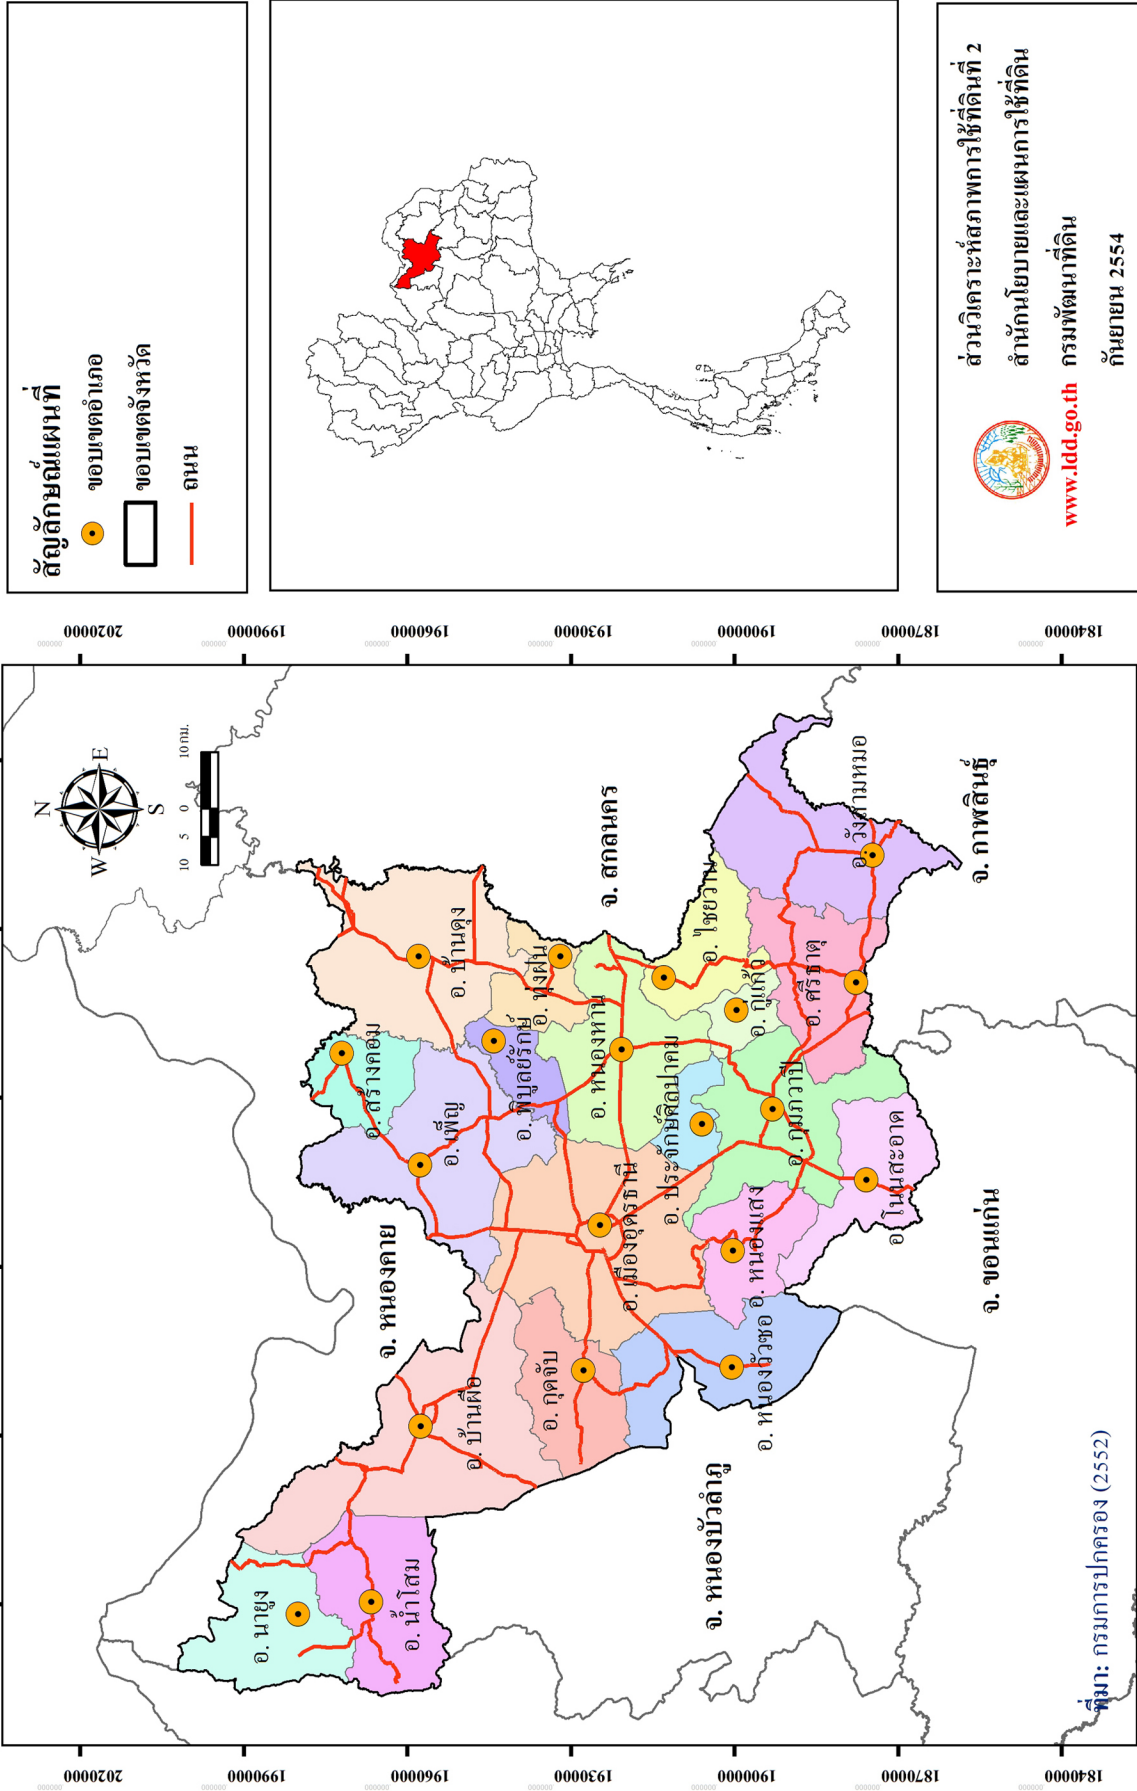 N
W
E
S
10 5 0 10 กม.
2020000
1990000
1960000
1930000
1900000
1870000
1840000
2020000
1990000
1960000
1930000
1900000
1870000
1840000
อ. นายูง
อ. น้ำโสม
อ. บ้านผือ
อ. กุดจับ
อ. หนองวัวซอ
อ. หนองแสง
อ. เมืองอุดรธานี
อ. เพ็ญ
อ. สร้างคอม
อ. บ้านดุง
อ. ทุ่งฝน
อ. พิบูลย์รักษ์
อ. หนองหาน
อ. ประจักษ์ศิลปาคม
อ. ไชยวาน
อ. กู่แก้ว
อ. กุมภวาปี
อ. ศรีธาตุ
อ. วังสามหมอ
อ. โนนสะอาด
จ. หนองคาย
จ. สกลนคร
จ. กาฬสินธุ์
จ. ขอนแก่น
จ. หนองบัวลำภู
ที่มา: กรมการปกครอง (2552)
สัญลักษณ์แผนที่
ขอบเขตอำเภอ
ขอบเขตจังหวัด
ถนน
ส่วนวิเคราะห์สภาพการใช้ที่ดินที่ 2
สำนักนโยบายและแผนการใช้ที่ดิน
www.ldd.go.th กรมพัฒนาที่ดิน
กันยายน 2554